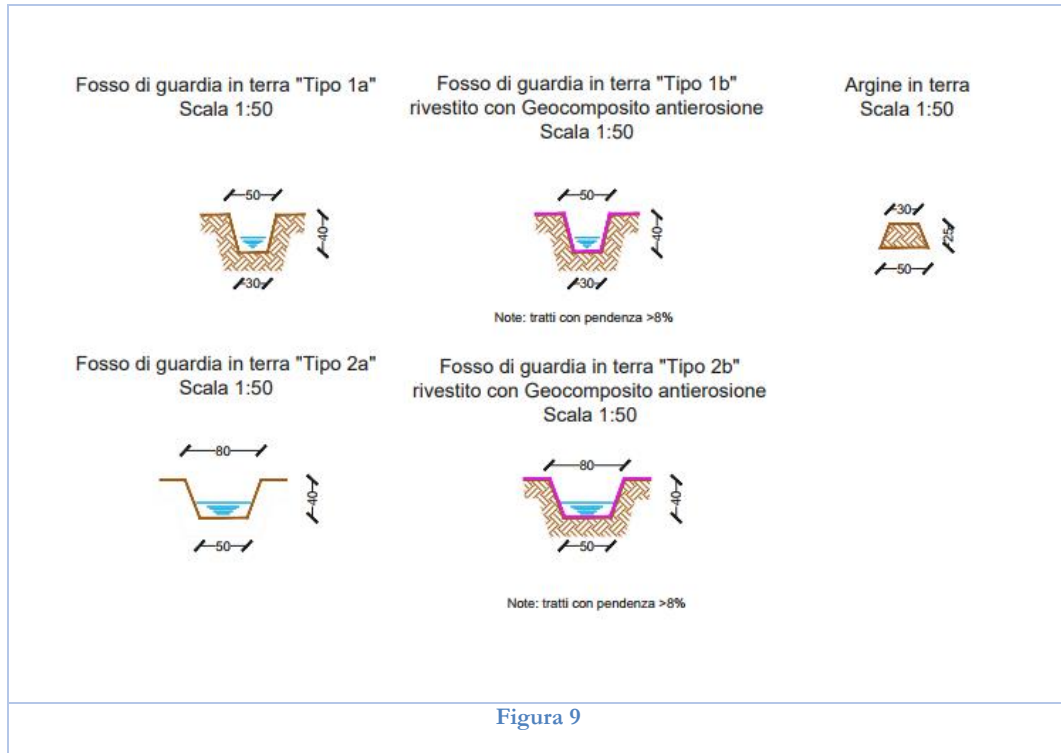 Fosso di guardia in terra "Tipo 1a"
Scala 1:50
50
40
30
Fosso di guardia in terra "Tipo 1b"
rivestito con Geocomposito antierosione
Scala 1:50
50
40
30
Note: tratti con pendenza >8%
Argine in terra
Scala 1:50
30
25
50
Fosso di guardia in terra "Tipo 2a"
Scala 1:50
80
40
50
Fosso di guardia in terra "Tipo 2b"
rivestito con Geocomposito antierosione
Scala 1:50
80
40
50
Note: tratti con pendenza >8%
Figura 9